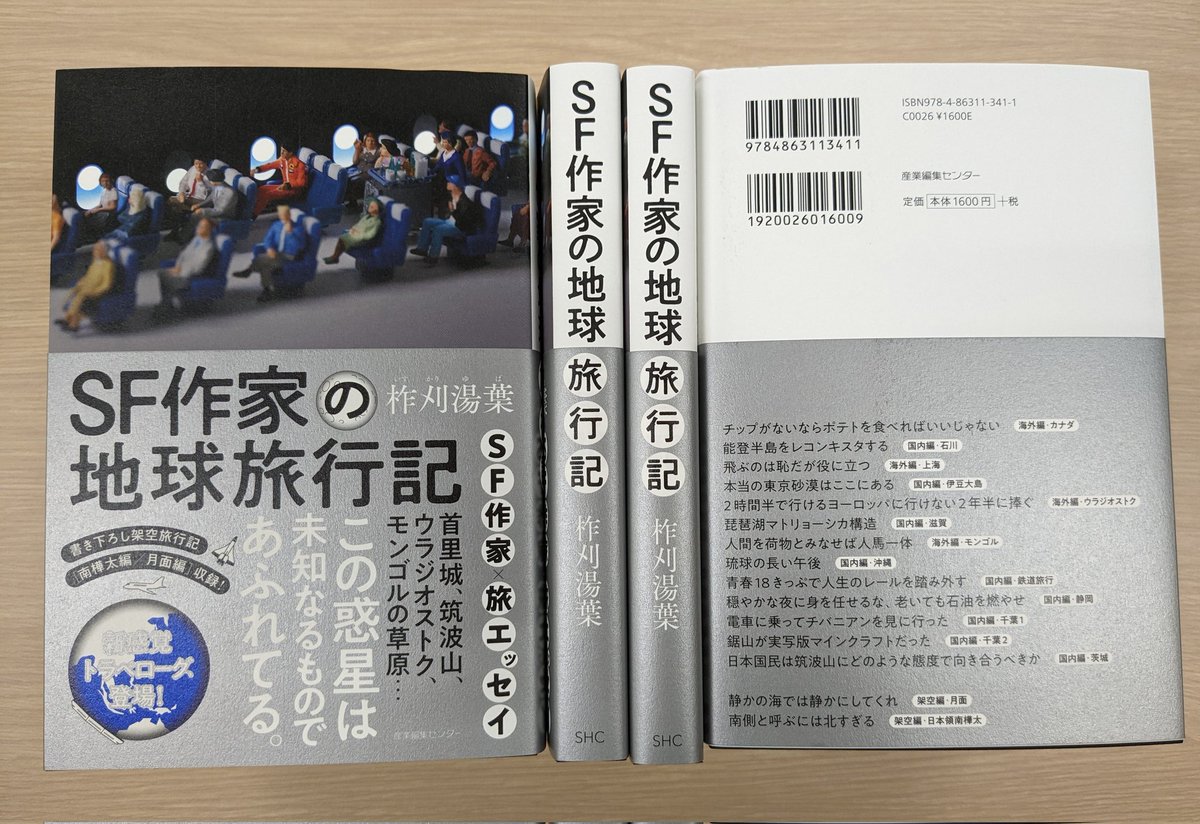 SF作家の
地球旅行記
いすかりゆば
柞刈湯葉
SF作家×旅エッセイ
首里城、筑波山、
ウラジオストク、
モンゴルの草原…
この惑星は
未知なるもので
あふれてる。
書き下ろし架空旅行記
「南樺太編/月面編」収録!
新感覚
トラベローグ
登場!
産業編集センター
SF作家の地球旅行記
柞刈湯葉
SHC
SF作家の地球旅行記
柞刈湯葉
SHC
9784863113411
ISBN978-4-86311-341-1
C0026 ¥1600E
1920026016009
産業編集センター
定価 本体1600円 +税
チップがないならポテトを食べればいいじゃない 海外編・カナダ
能登半島をレコンキスタする 国内編・石川
飛ぶのは恥だが役に立つ 海外編・上海
本当の東京砂漠はここにある 国内編・伊豆大島
2時間半で行けるヨーロッパに行けない2年半に捧ぐ 海外編・ウラジオストク
琵琶湖マトリョーシカ構造 国内編・滋賀
人間を荷物とみなせば人馬一体 海外編・モンゴル
琉球の長い午後 国内編・沖縄
青春18きっぷで人生のレールを踏み外す 国内編・鉄道旅行
穏やかな夜に身を任せるな、老いても石油を燃やせ 国内編・静岡
電車に乗ってチバニアンを見に行った 国内編・千葉1
鋸山が実写版マインクラフトだった 国内編・千葉2
日本国民は筑波山にどのような態度で向き合うべきか 国内編・茨城
静かの海では静かにしてくれ 架空編・月面
南側と呼ぶには北すぎる 架空編・日本領南樺太